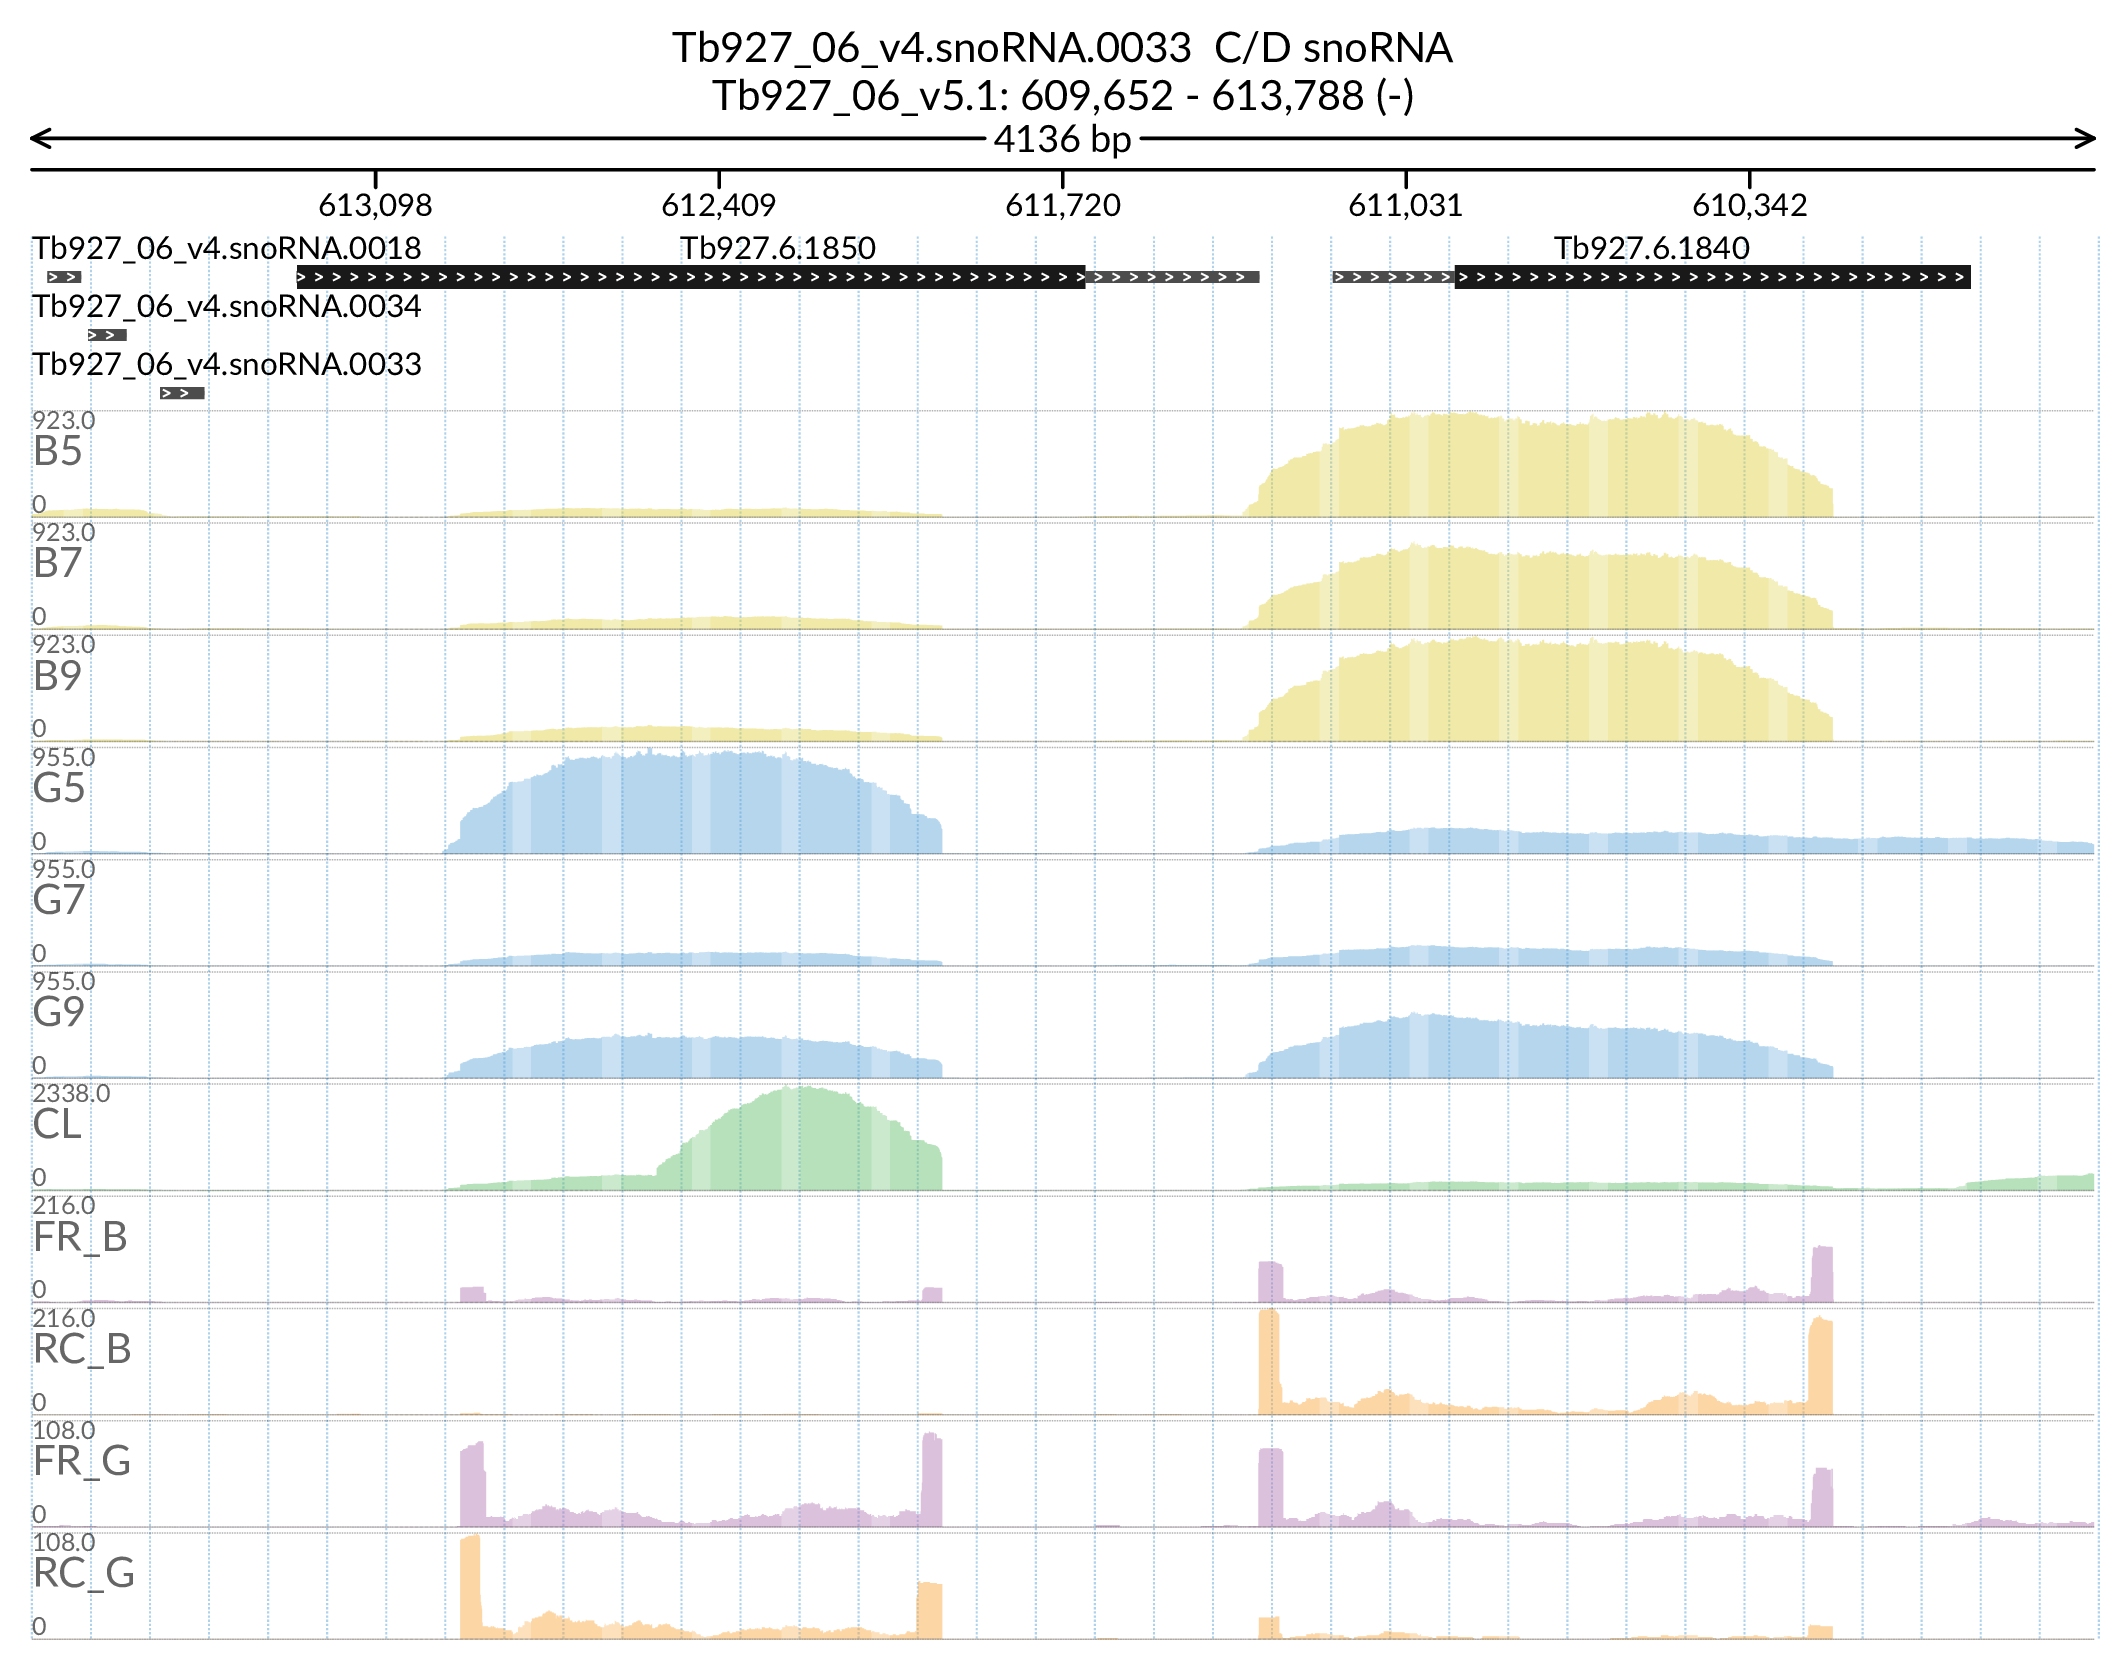 Tb927_06_v4.snoRNA.0033  C/D snoRNA
Tb927_06_v5.1: 609,652 - 613,788 (-)
4136 bp
613,098 612,409 611,720 611,031 610,342
Tb927_06_v4.snoRNA.0018 Tb927.6.1850 Tb927.6.1840
Tb927_06_v4.snoRNA.0034
Tb927_06_v4.snoRNA.0033
923.0
B5
0
923.0
B7
0
923.0
B9
0
955.0
G5
0
955.0
G7
0
955.0
G9
0
2338.0
CL
0
216.0
FR_B
0
216.0
RC_B
0
108.0
FR_G
0
108.0
RC_G
0